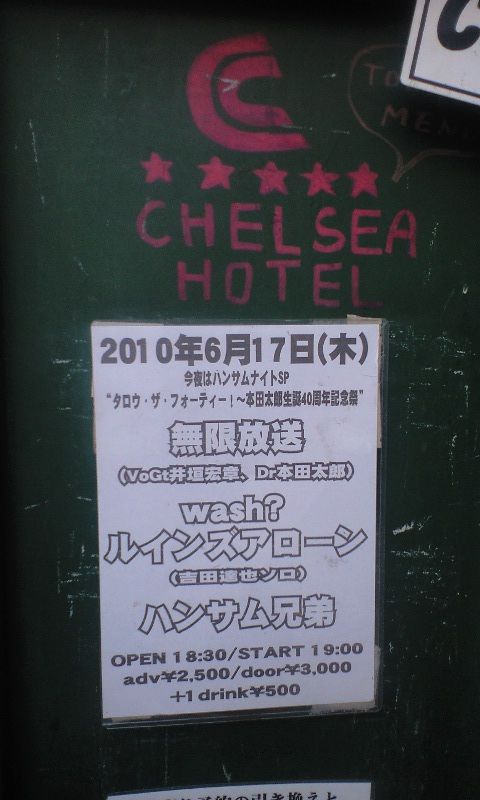 TO
MENU
CHELSEA
HOTEL
2010年6月17日(木)
今夜はハンサムナイトSP
“タロウ・ザ・フォーティー！～本田太郎生誕40周年記念祭”
無限放送
(VoGt井垣宏章、Dr本田太郎)
wash?
ルインズアローン
(吉田達也ソロ)
ハンサム兄弟
OPEN 18:30/START 19:00
adv¥2,500/door¥3,000
+1drink¥500